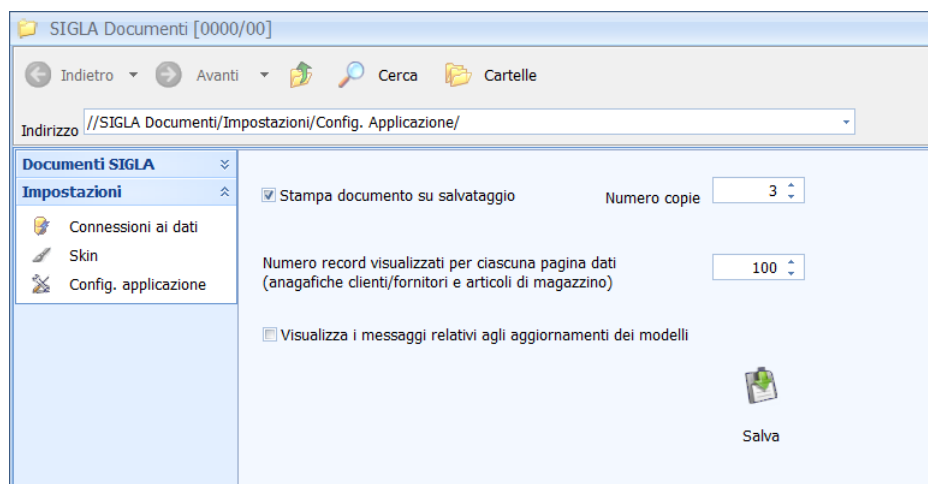 SIGLA Documenti [0000/00]
Indietro Avanti Cerca Cartelle
Indirizzo //SIGLA Documenti/Impostazioni/Config. Applicazione/
Documenti SIGLA
Impostazioni
Connessioni ai dati
Skin
Config. applicazione
Stampa documento su salvataggio Numero copie 3
Numero record visualizzati per ciascuna pagina dati
(anagafiche clienti/fornitori e articoli di magazzino) 100
Visualizza i messaggi relativi agli aggiornamenti dei modelli
Salva